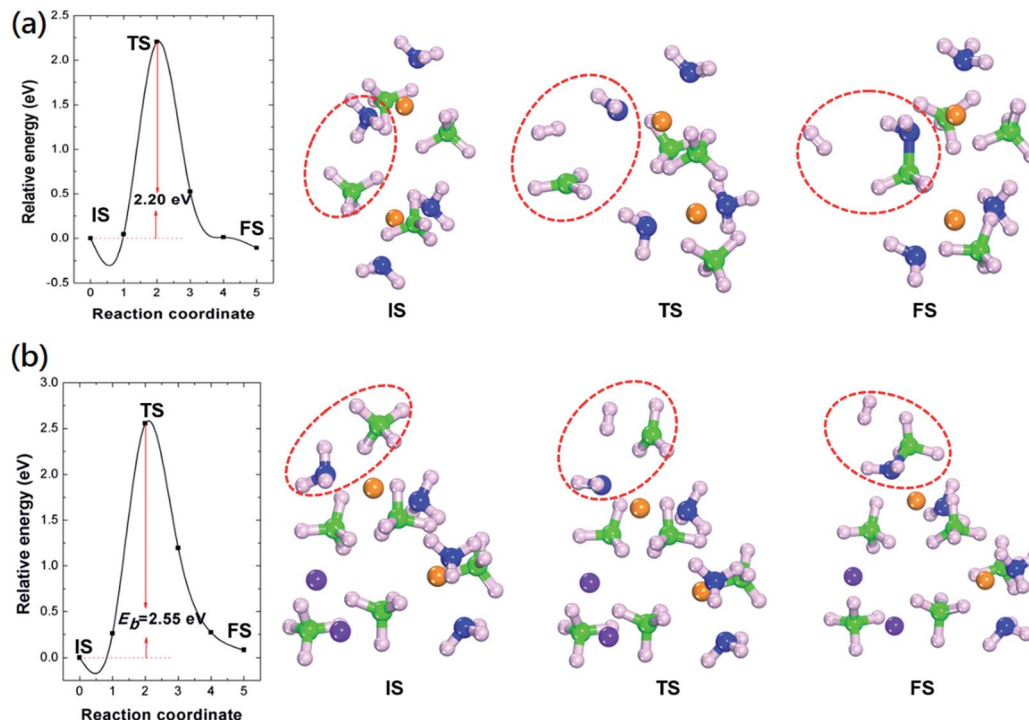 (a)
Relative energy (eV)
2.5
2.0
1.5
1.0
0.5
0.0
-0.5
TS
2.20 eV
IS
FS
0 1 2 3 4 5
Reaction coordinate
IS TS FS
(b)
Relative energy (eV)
3.0
2.5
2.0
1.5
1.0
0.5
0.0
TS
Eb=2.55 eV
IS
FS
0 1 2 3 4 5
Reaction coordinate
IS TS FS